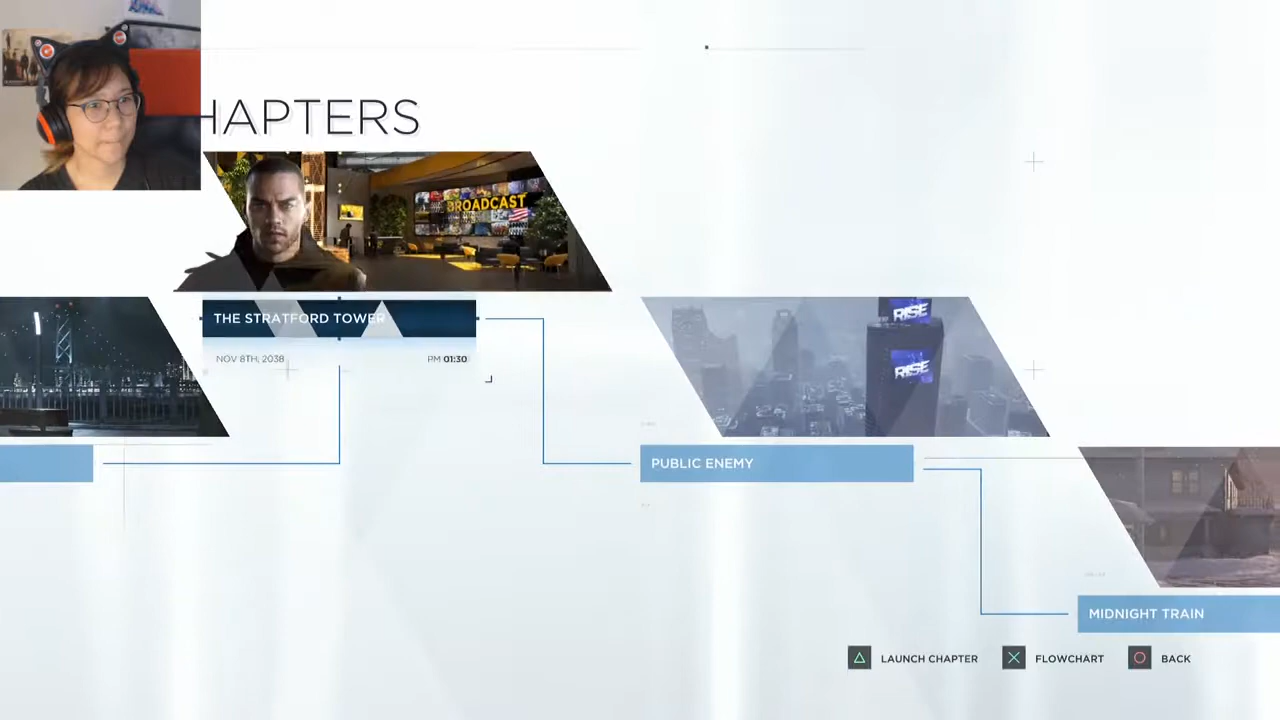 HAPTERS
BROADCAST
THE STRATFORD TOWER
NOV 8TH, 2038
PM 01:30
RISE
RISE
PUBLIC ENEMY
MIDNIGHT TRAIN
LAUNCH CHAPTER
FLOWCHART
BACK